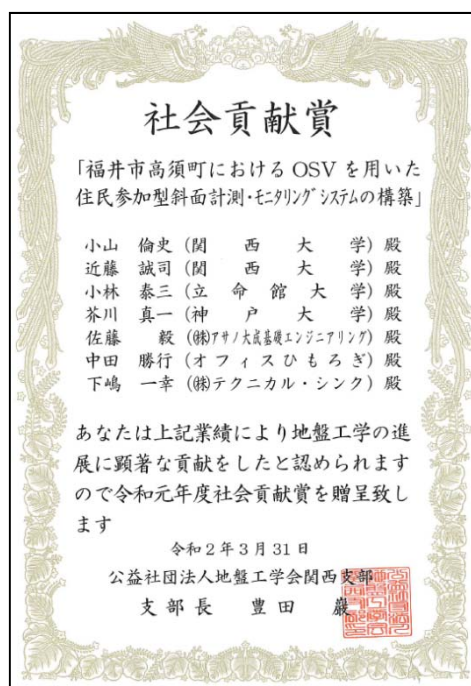 社会貢献賞
「福井市高須町におけるOSVを用いた
住民参加型斜面計測・モニタリングシステムの構築」
小山 倫史 (関西大学) 殿
近藤 誠司 (関西大学) 殿
小林 泰三 (立命館大学) 殿
芥川 真一 (神戸大学) 殿
佐藤 毅 (㈱アサノ大成基礎エンジニアリング) 殿
中田 勝行 (オフィスひもろぎ) 殿
下嶋 一幸 (㈱テクニカル・シンク) 殿
あなたは上記業績により地盤工学の進
展に顕著な貢献をしたと認められます
ので令和元年度社会貢献賞を贈呈致し
ます
令和2年3月31日
公益社団法人地盤工学会関西支部
支部長 豊田 巖